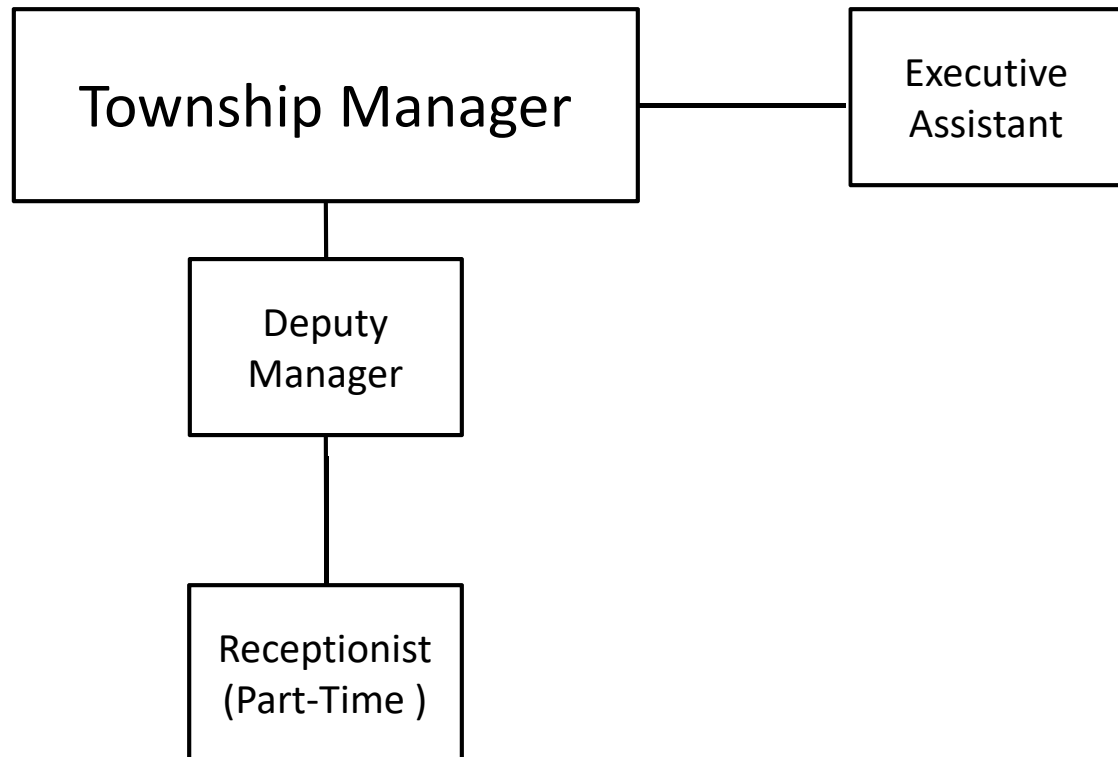 Township Manager
Executive
Assistant
Deputy
Manager
Receptionist
(Part-Time )